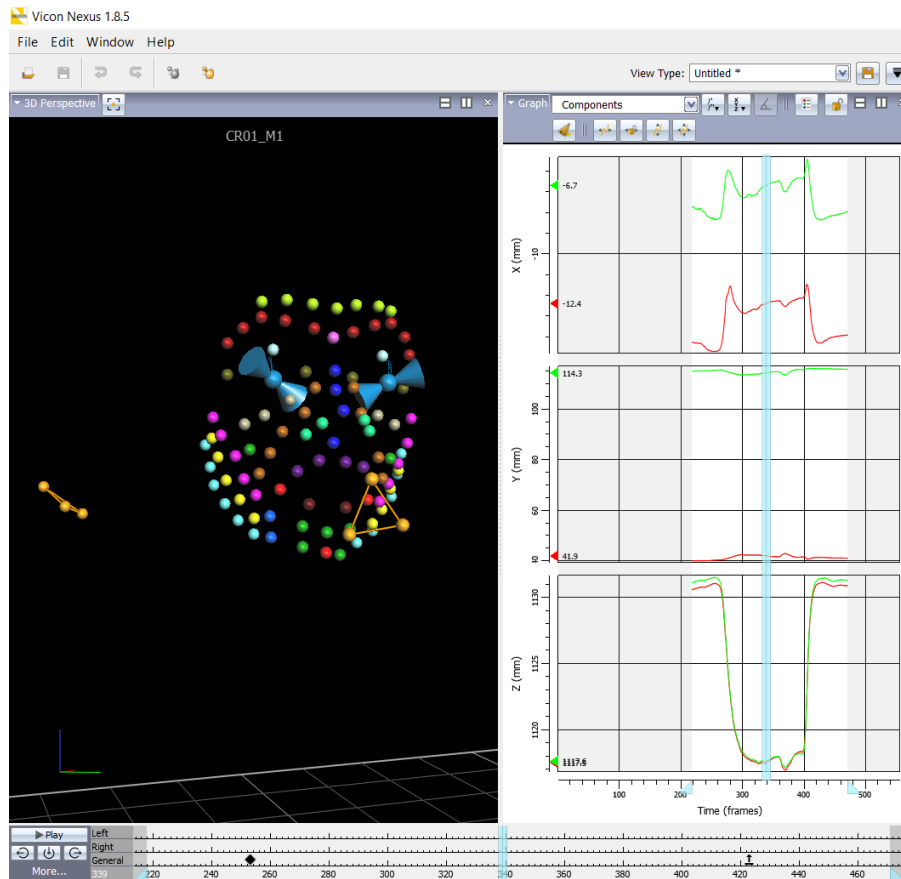 Vicon Nexus 1.8.5
File Edit Window Help
View Type: Untitled *
3D Perspective
Graph Components
CR01_M1
-6.7
-10
-12.4
X (mm)
114.3
100
80
60
40
41.9
Y (mm)
1130
1125
1120
1117.6
Z (mm)
100 200 300 400 500
Time (frames)
Play
Left
Right
General
More...
339
220 240 260 280 300 320 340 360 380 400 420 440 460